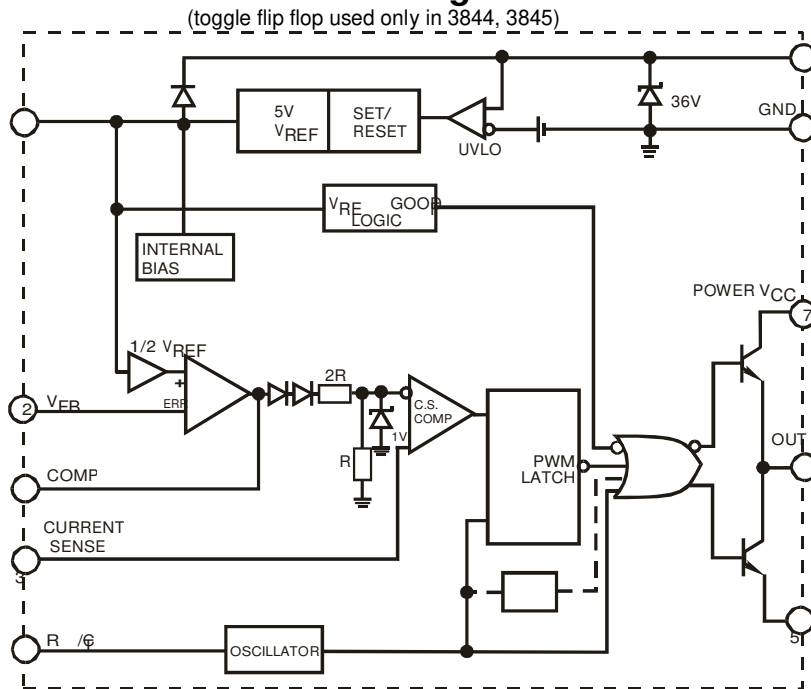 (toggle flip flop used only in 3844, 3845)
5V
VREF
SET/
RESET
UVLO
36V
GND
VRE GOOD
LOGIC
INTERNAL
BIAS
POWER VCC
7
1/2 VREF
+
ERR
2R
C.S.
COMP
1V
R
2
VFB
PWM
LATCH
OUT
COMP
CURRENT
SENSE
3
5
R /CT
OSCILLATOR